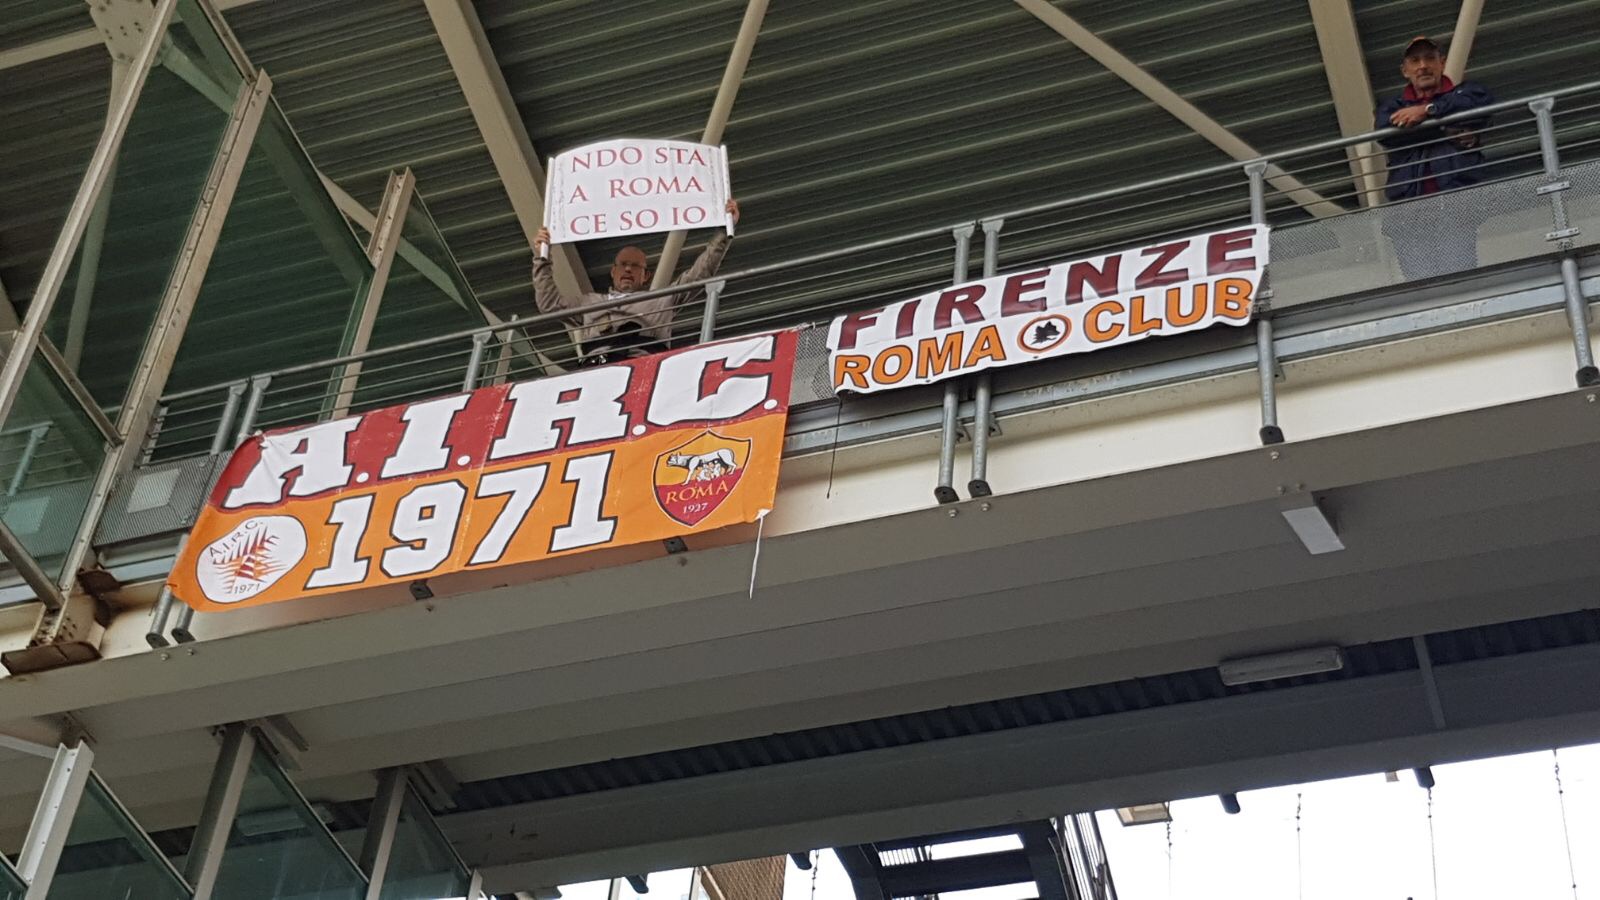 NDO STA
A ROMA
CE SO IO
FIRENZE
ROMA CLUB
A.I.R.C.
1971
A.I.R.C.
1971
ROMA
1927